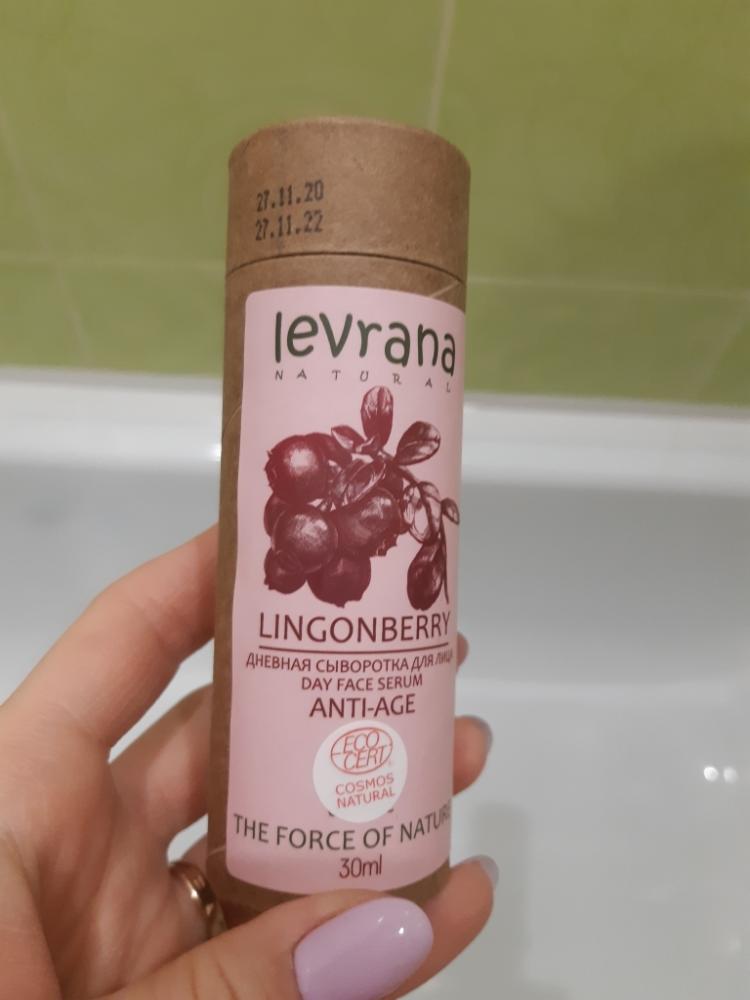 27.11.20
27.11.22
levrana
NATURAL
LINGONBERRY
ДНЕВНАЯ СЫВОРОТКА ДЛЯ ЛИЦА
DAY FACE SERUM
ANTI-AGE
ECO
CERT
COSMOS
NATURAL
THE FORCE OF NATURE
30ml